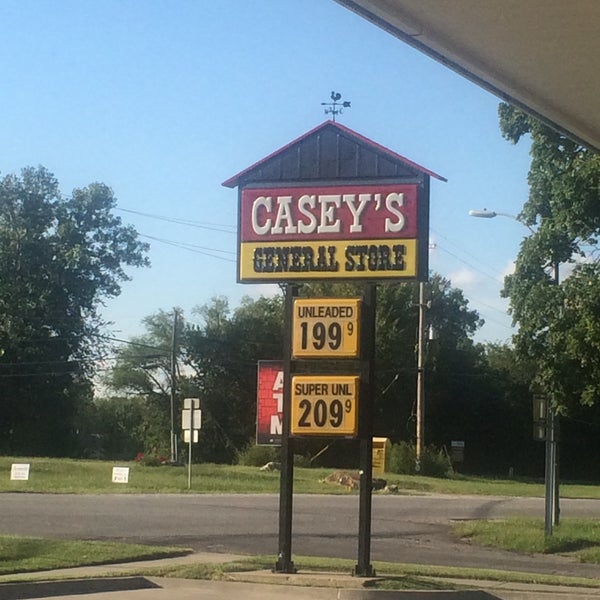 CASEY'S
GENERAL STORE
UNLEADED
199 9
SUPER UNL
209 9
A
T
M